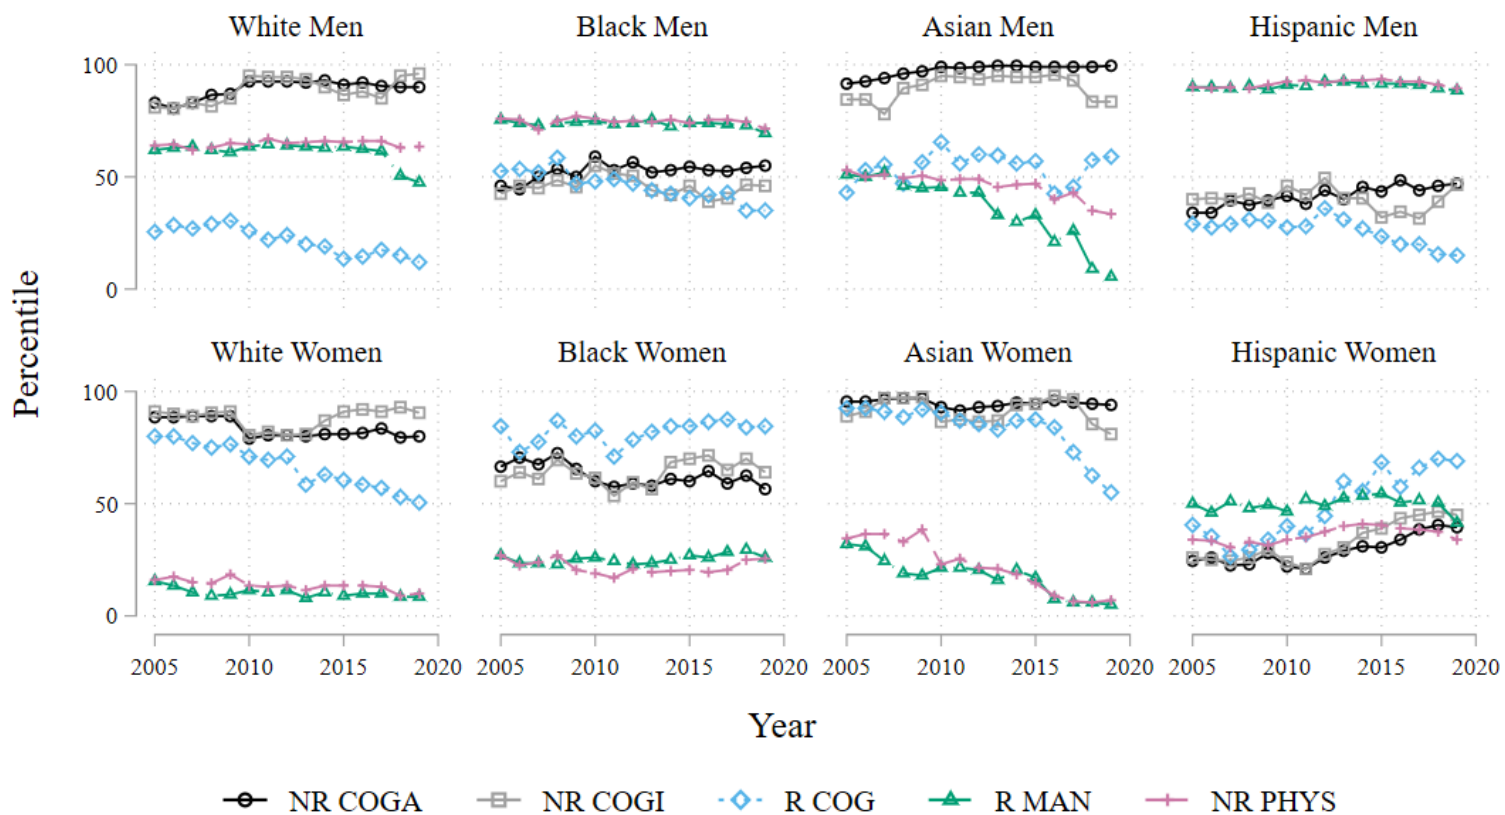 White Men Black Men Asian Men Hispanic Men
100
50
0
Percentile
White Women Black Women Asian Women Hispanic Women
100
50
0
2005 2010 2015 2020 2005 2010 2015 2020 2005 2010 2015 2020 2005 2010 2015 2020
Year
NR COGA NR COGI R COG R MAN NR PHYS